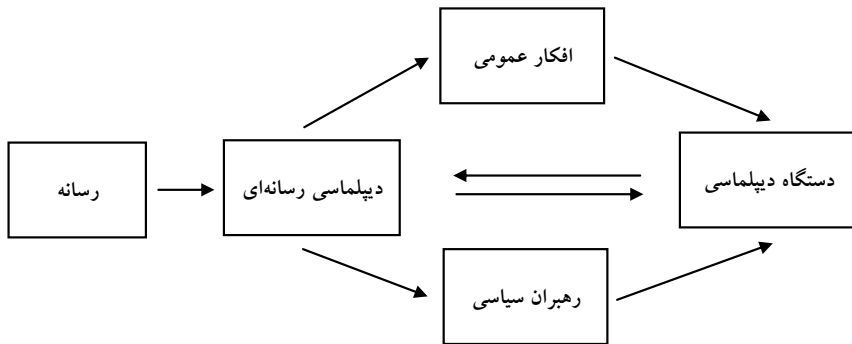 افکار عمومی
رسانه
دیپلماسی رسانه‌ای
دستگاه دیپلماسی
رهبران سیاسی